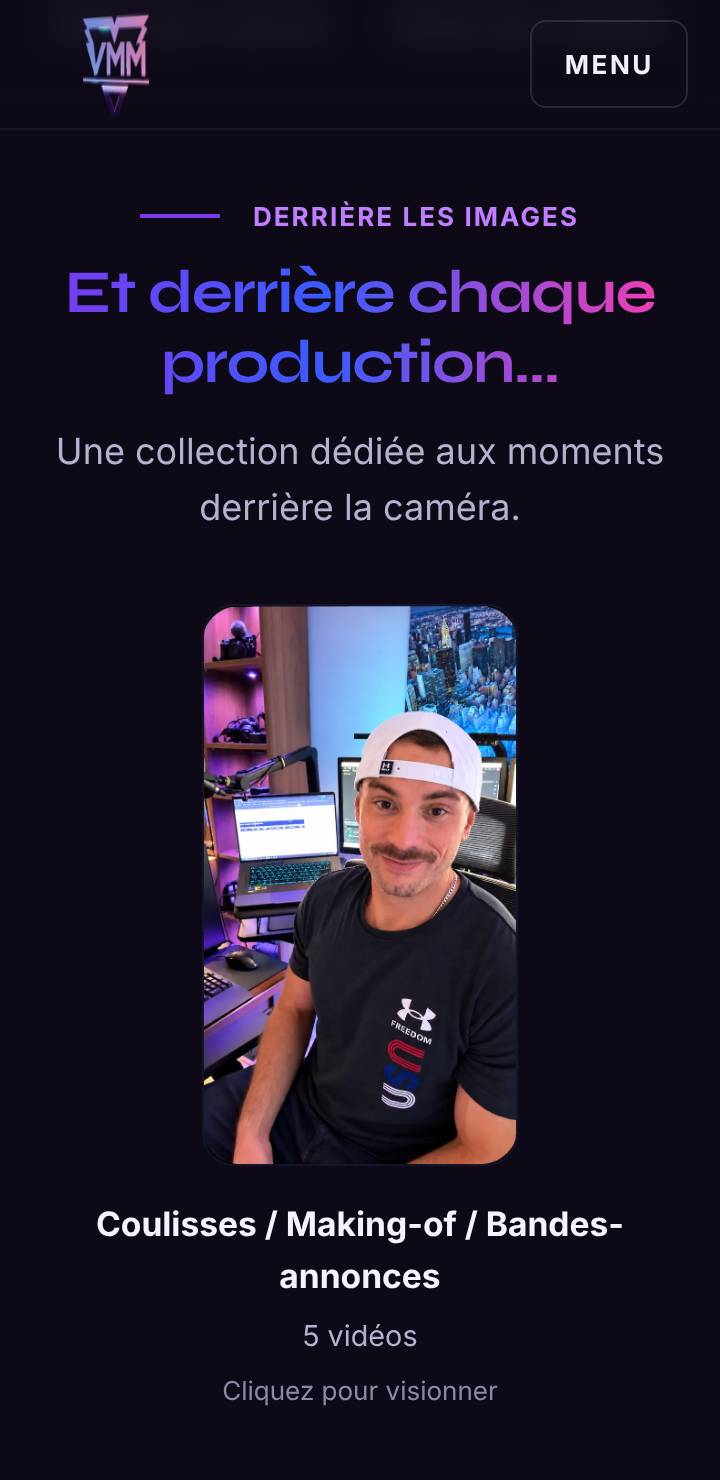 VMM
MENU
DERRIÈRE LES IMAGES
Et derrière chaque
production...
Une collection dédiée aux moments
derrière la caméra.
FREEDOM
USA
Coulisses / Making-of / Bandes-
annonces
5 vidéos
Cliquez pour visionner